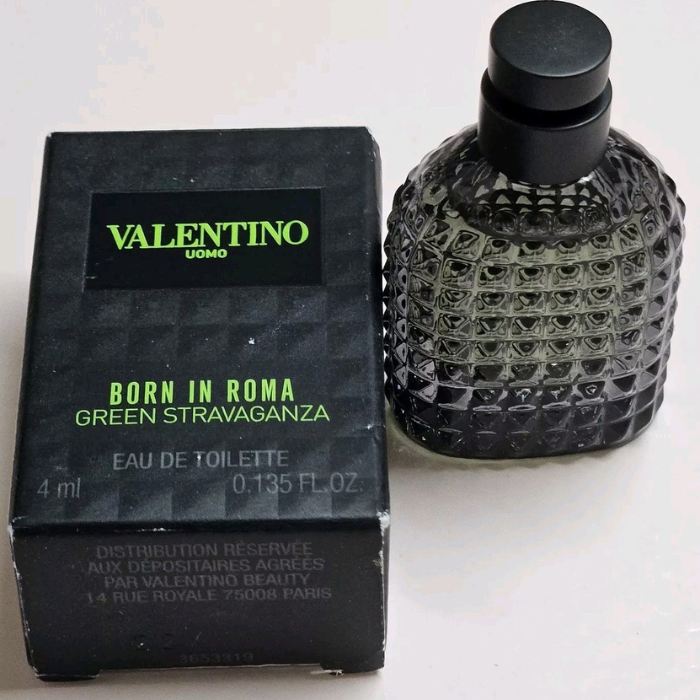 VALENTINO
UOMO
BORN IN ROMA
GREEN STRAVAGANZA
EAU DE TOILETTE
4 ml 0.135 FL.OZ.
DISTRIBUTION RÉSERVÉE
AUX DÉPOSITAIRES AGRÉÉS
PAR VALENTINO BEAUTY
14 RUE ROYALE 75008 PARIS